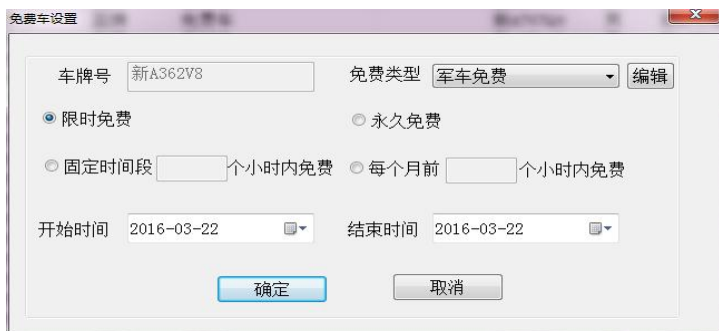 免费车设置
车牌号 新A362V8 免费类型 军车免费 编辑
限时免费 永久免费
固定时间段 个小时内免费 每个月前 个小时内免费
开始时间 2016-03-22 结束时间 2016-03-22
确定 取消